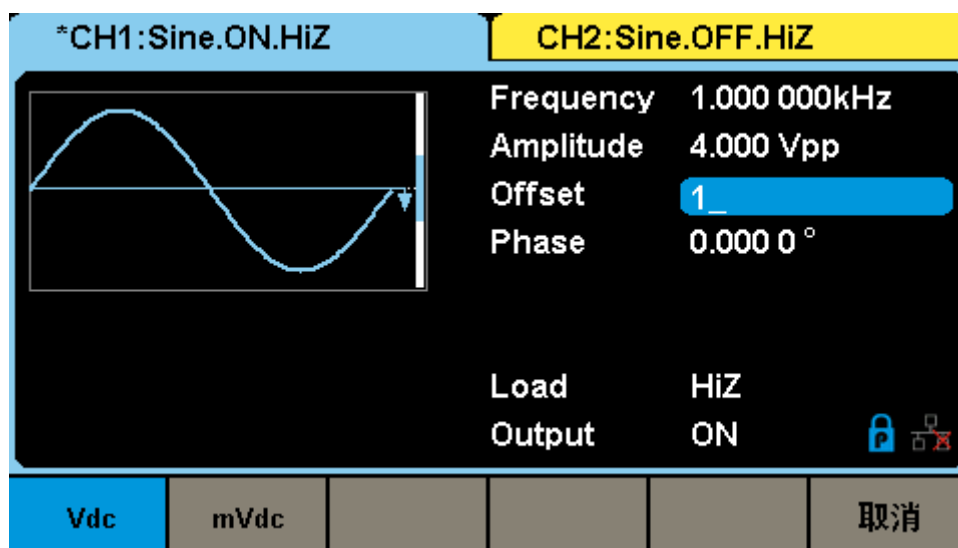 *CH1:Sine.ON.HiZ CH2:Sine.OFF.HiZ
Frequency 1.000 000kHz
Amplitude 4.000 Vpp
Offset 1_
Phase 0.000 0 °
Load HiZ
Output ON
P
Vdc mVdc 取消